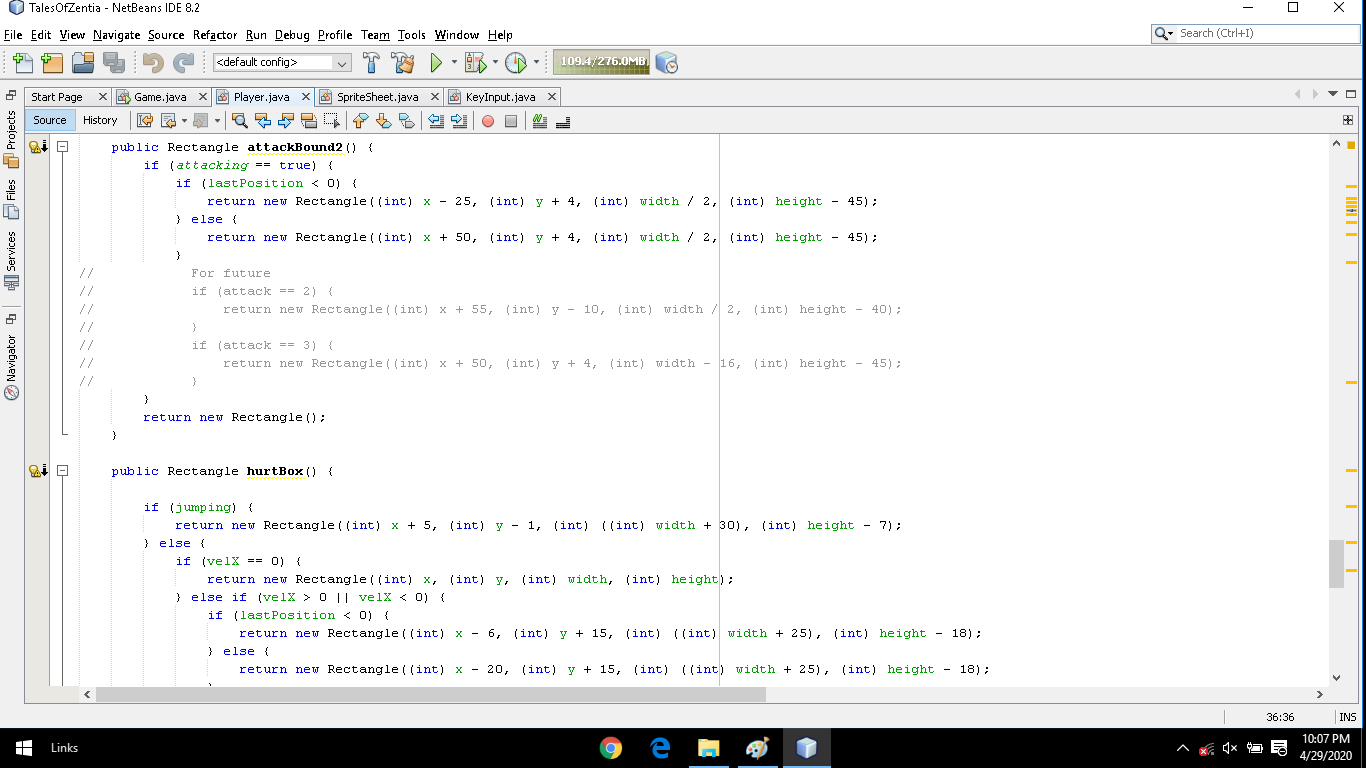 TalesOfZentia - NetBeans IDE 8.2
File Edit View Navigate Source Refactor Run Debug Profile Team Tools Window Help
Search (Ctrl+I)
<default config>
109.4/276.0MB
Start Page Game.java Player.java SpriteSheet.java KeyInput.java
Source History
Projects
Files
Services
Navigator
public Rectangle attackBound2() {
if (attacking == true) {
if (lastPosition < 0) {
return new Rectangle((int) x - 25, (int) y + 4, (int) width / 2, (int) height - 45);
} else {
return new Rectangle((int) x + 50, (int) y + 4, (int) width / 2, (int) height - 45);
}
// For future
// if (attack == 2) {
// return new Rectangle((int) x + 55, (int) y - 10, (int) width / 2, (int) height - 40);
// }
// if (attack == 3) {
// return new Rectangle((int) x + 50, (int) y + 4, (int) width - 16, (int) height - 45);
// }
}
return new Rectangle();
}
public Rectangle hurtBox() {
if (jumping) {
return new Rectangle((int) x + 5, (int) y - 1, (int) ((int) width + 30), (int) height - 7);
} else {
if (velX == 0) {
return new Rectangle((int) x, (int) y, (int) width, (int) height);
} else if (velX > 0 || velX < 0) {
if (lastPosition < 0) {
return new Rectangle((int) x - 6, (int) y + 15, (int) ((int) width + 25), (int) height - 18);
} else {
return new Rectangle((int) x - 20, (int) y + 15, (int) ((int) width + 25), (int) height - 18);
36:36 INS
Links
10:07 PM
4/29/2020